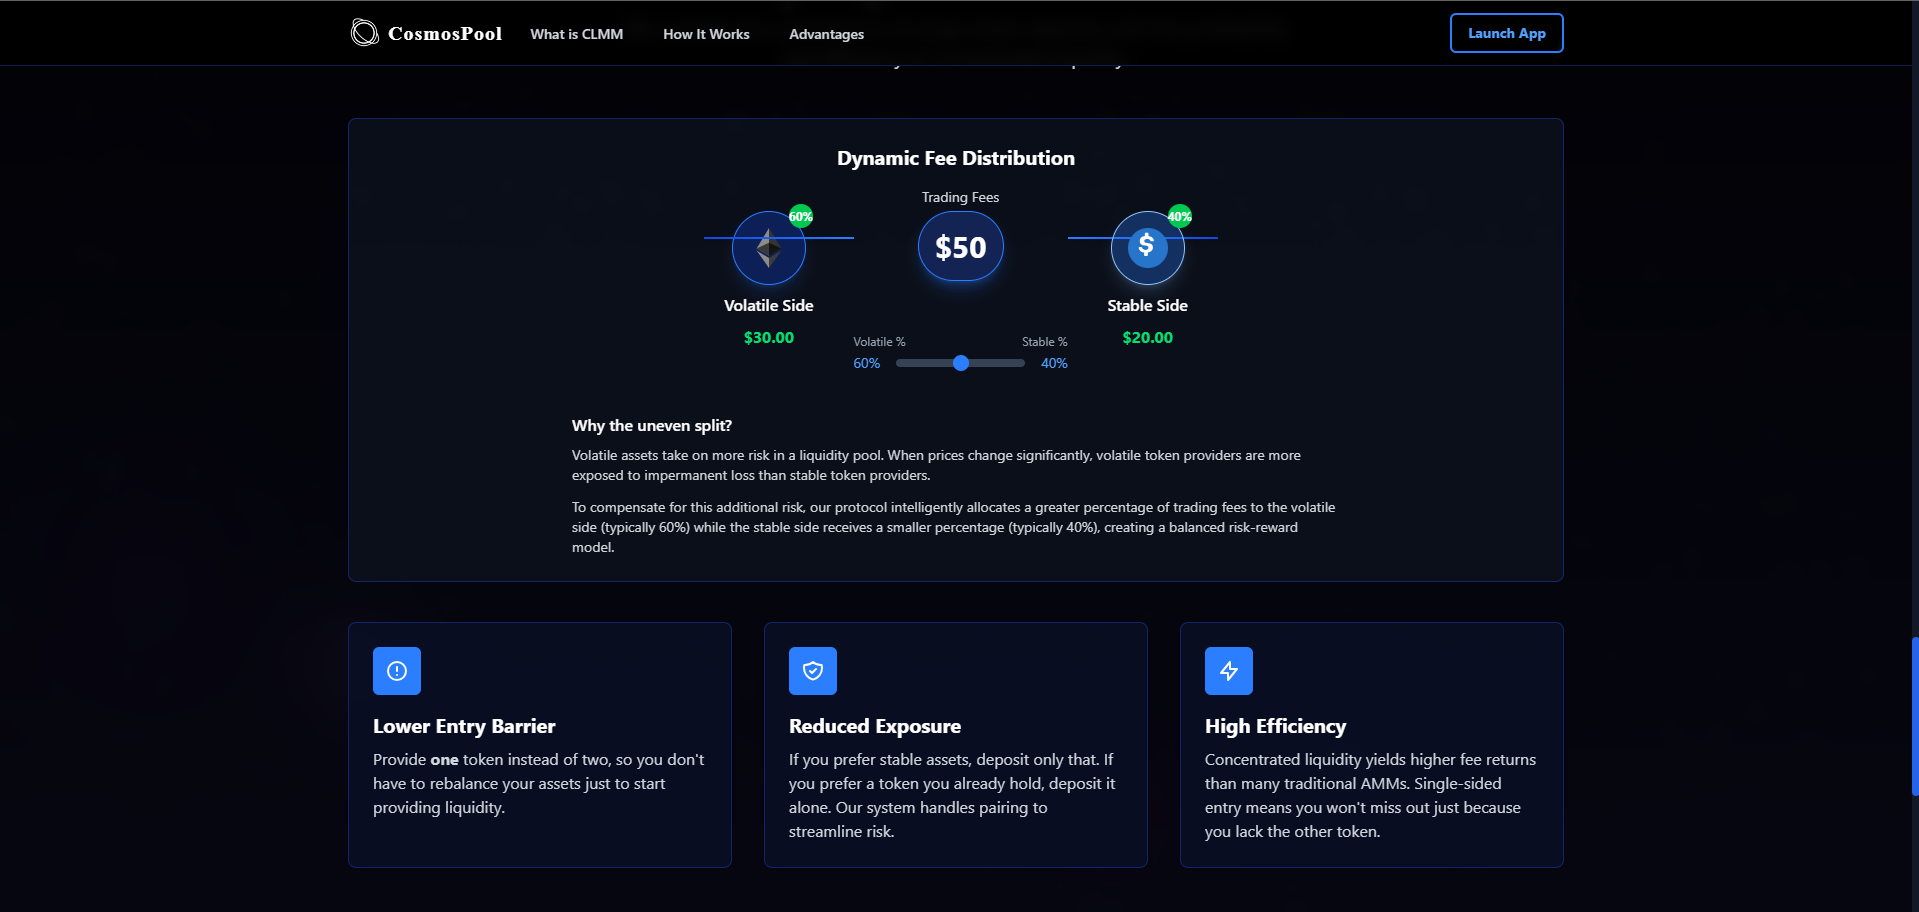 CosmosPool
What is CLMM
How It Works
Advantages
Launch App
Dynamic Fee Distribution
Trading Fees
60%
$50
40%
$
Volatile Side
Stable Side
$30.00
$20.00
Volatile %
Stable %
60%
40%
Why the uneven split?
Volatile assets take on more risk in a liquidity pool. When prices change significantly, volatile token providers are more
exposed to impermanent loss than stable token providers.
To compensate for this additional risk, our protocol intelligently allocates a greater percentage of trading fees to the volatile
side (typically 60%) while the stable side receives a smaller percentage (typically 40%), creating a balanced risk-reward
model.
Lower Entry Barrier
Provide one token instead of two, so you don't
have to rebalance your assets just to start
providing liquidity.
Reduced Exposure
If you prefer stable assets, deposit only that. If
you prefer a token you already hold, deposit it
alone. Our system handles pairing to
streamline risk.
High Efficiency
Concentrated liquidity yields higher fee returns
than many traditional AMMs. Single-sided
entry means you won't miss out just because
you lack the other token.